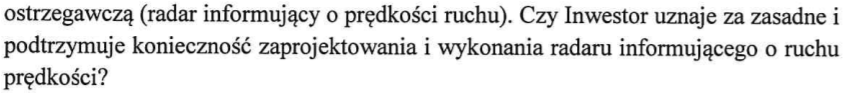 ostrzegawczą (radar informujący o prędkości ruchu). Czy Inwestor uznaje za zasadne i
podtrzymuje konieczność zaprojektowania i wykonania radaru informującego o ruchu
prędkości?